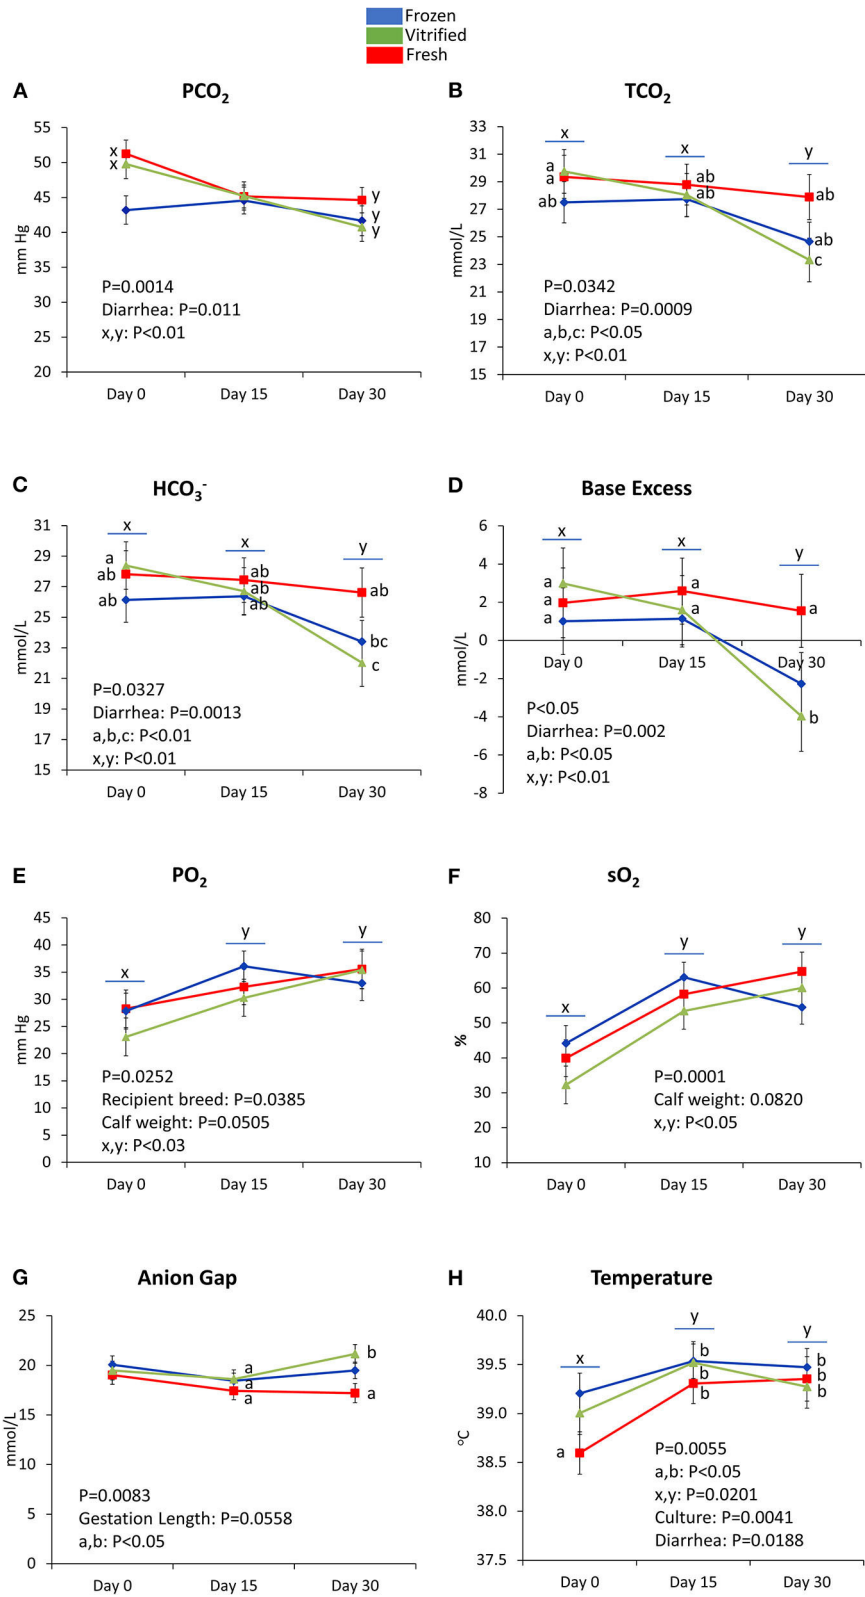 Frozen
Vitrified
Fresh
A
PCO2
55
50
45
40
35
30
25
20
mm Hg
x
x
y
y
y
P=0.0014
Diarrhea: P=0.011
x,y: P<0.01
Day 0 Day 15 Day 30
B
TCO2
33
31
29
27
25
23
21
19
17
15
mmol/L
x
x
y
a
a
ab
ab
ab
ab
ab
c
P=0.0342
Diarrhea: P=0.0009
a,b,c: P<0.05
x,y: P<0.01
Day 0 Day 15 Day 30
C
HCO3-
31
29
27
25
23
21
19
17
15
mmol/L
x
x
y
a
ab
ab
ab
ab
ab
ab
bc
c
P=0.0327
Diarrhea: P=0.0013
a,b,c: P<0.01
x,y: P<0.01
Day 0 Day 15 Day 30
D
Base Excess
6
4
2
0
-2
-4
-6
-8
mmol/L
x
x
y
a
a
a
a
a
a
b
Day 0 Day 15 Day 30
P<0.05
Diarrhea: P=0.002
a,b: P<0.05
x,y: P<0.01
E
PO2
45
40
35
30
25
20
15
10
5
0
mm Hg
x
y
y
P=0.0252
Recipient breed: P=0.0385
Calf weight: P=0.0505
x,y: P<0.03
Day 0 Day 15 Day 30
F
sO2
80
70
60
50
40
30
20
10
%
x
y
y
P=0.0001
Calf weight: 0.0820
x,y: P<0.05
Day 0 Day 15 Day 30
G
Anion Gap
25
20
15
10
5
0
mmol/L
a
a
b
a
P=0.0083
Gestation Length: P=0.0558
a,b: P<0.05
Day 0 Day 15 Day 30
H
Temperature
40.0
39.5
39.0
38.5
38.0
37.5
°C
x
y
y
a
b
b
b
b
b
b
P=0.0055
a,b: P<0.05
x,y: P=0.0201
Culture: P=0.0041
Diarrhea: P=0.0188
Day 0 Day 15 Day 30